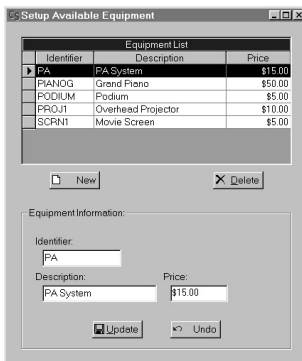 Setup Available Equipment
Equipment List
Identifier Description Price
PA PA System $15.00
PIANOG Grand Piano $50.00
PODIUM Podium $5.00
PROJ1 Overhead Projector $10.00
SCRN1 Movie Screen $5.00
New Delete
Equipment Information:
Identifier:
PA
Description: Price:
PA System $15.00
Update Undo